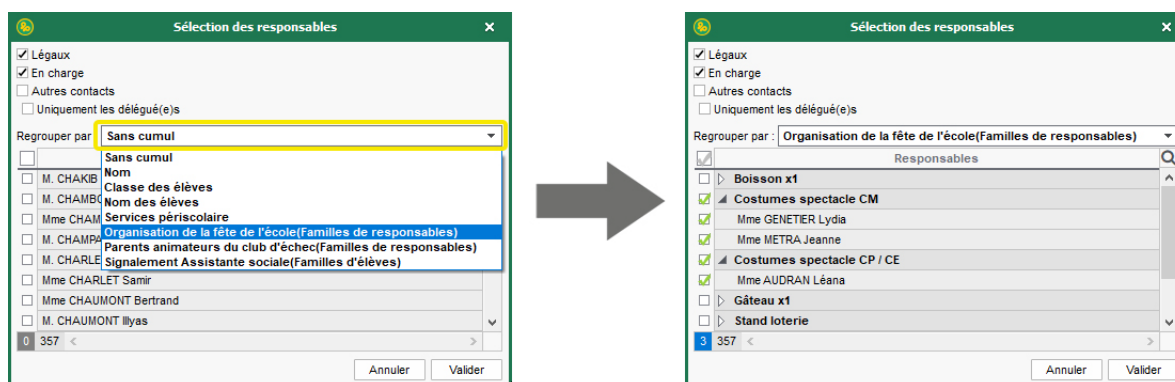 Sélection des responsables
Légaux
En charge
Autres contacts
Uniquement les délégué(e)s
Regrouper par Sans cumul
Sans cumul
Nom
Classe des élèves
Nom des élèves
Services périscolaire
Organisation de la fête de l'école(Familles de responsables)
Parents animateurs du club d'échec(Familles de responsables)
Signalement Assistante sociale(Familles d'élèves)
M. CHAKIB
M. CHAMBO
Mme CHAM
M. CHAMPA
M. CHARLE
Mme CHARLET Samir
Mme CHAUMONT Bertrand
M. CHAUMONT Illyas
0 357
Annuler Valider
Sélection des responsables
Légaux
En charge
Autres contacts
Uniquement les délégué(e)s
Regrouper par : Organisation de la fête de l'école(Familles de responsables)
Responsables
Boisson x1
Costumes spectacle CM
Mme GENETIER Lydia
Mme METRA Jeanne
Costumes spectacle CP / CE
Mme AUDRAN Léana
Gâteau x1
Stand loterie
3 357
Annuler Valider